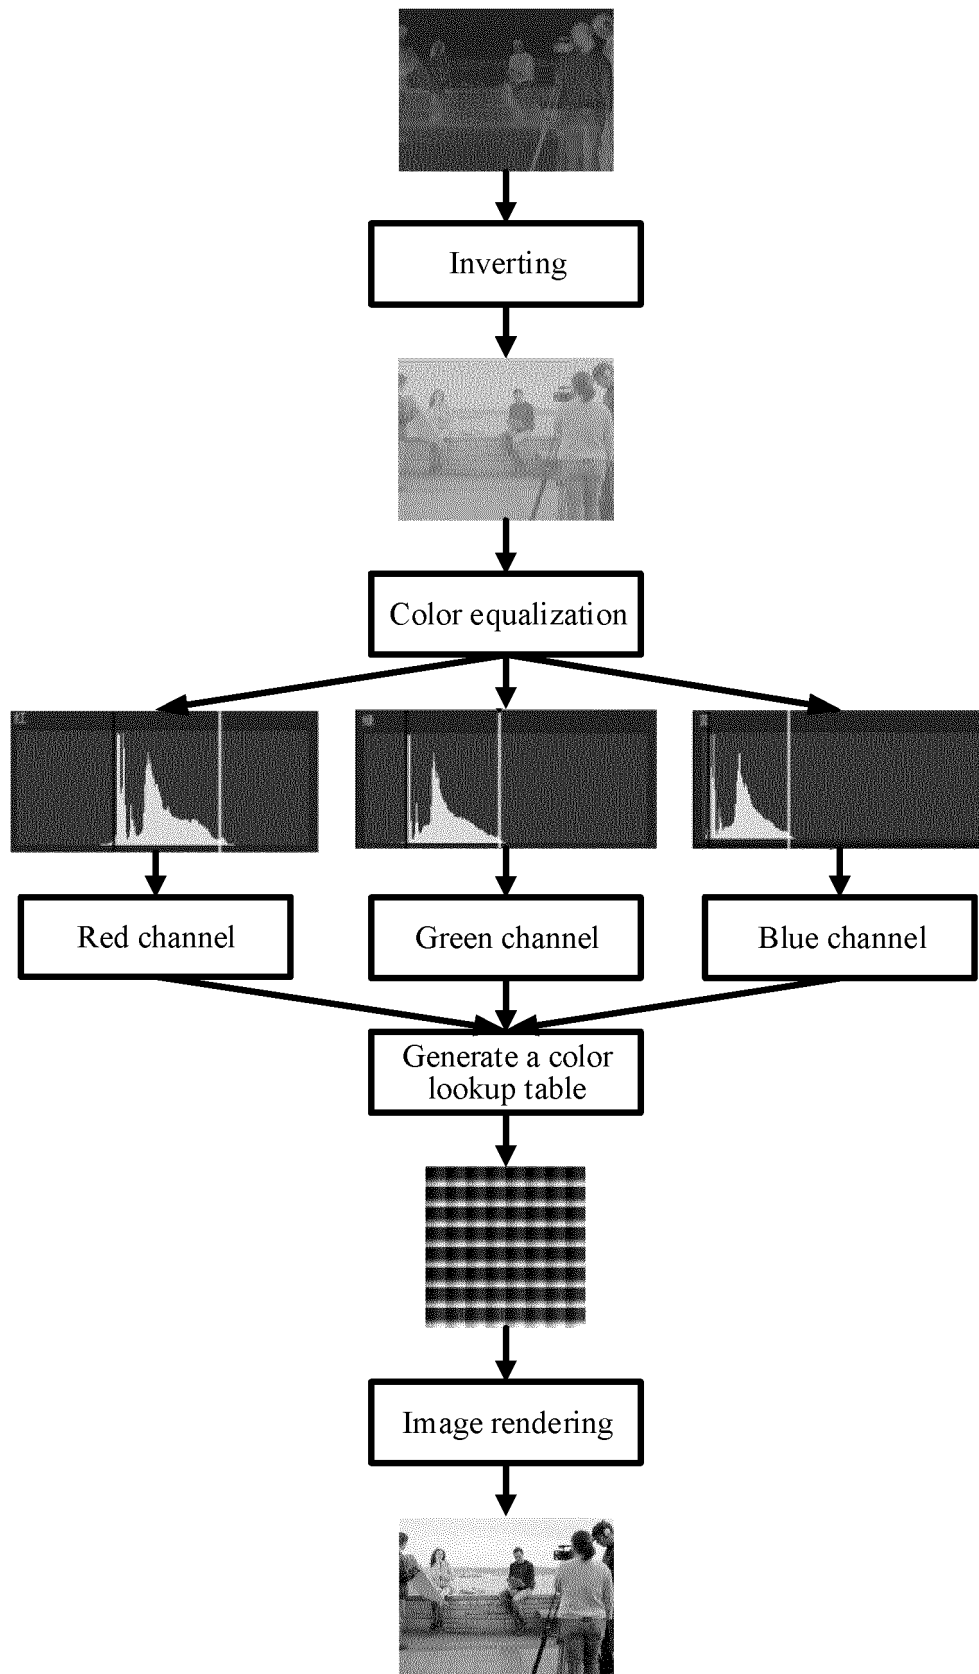 Inverting
Color equalization
Red channel
Green channel
Blue channel
Generate a color
lookup table
Image rendering